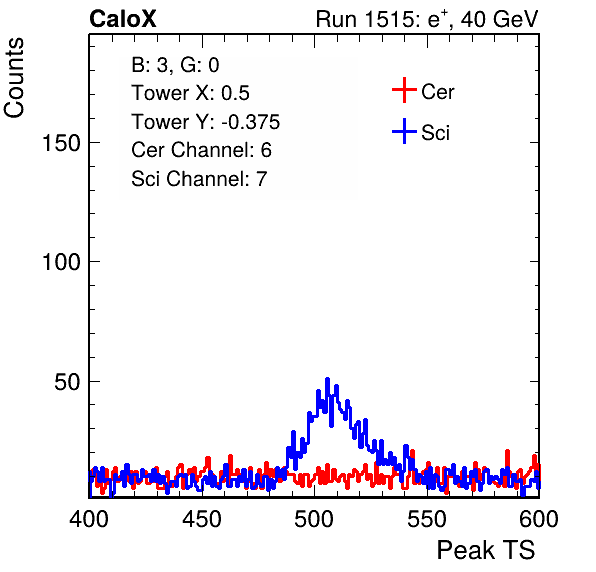 CaloX Run 1515: e⁺, 40 GeV
Counts
B: 3, G: 0
Tower X: 0.5
Tower Y: -0.375
Cer Channel: 6
Sci Channel: 7
Cer
Sci
150
100
50
400 450 500 550 600
Peak TS